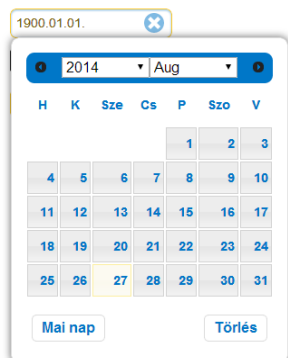 1900.01.01.
2014 Aug
H K Sze Cs P Szo V
1 2 3
4 5 6 7 8 9 10
11 12 13 14 15 16 17
18 19 20 21 22 23 24
25 26 27 28 29 30 31
Mai nap Törlés